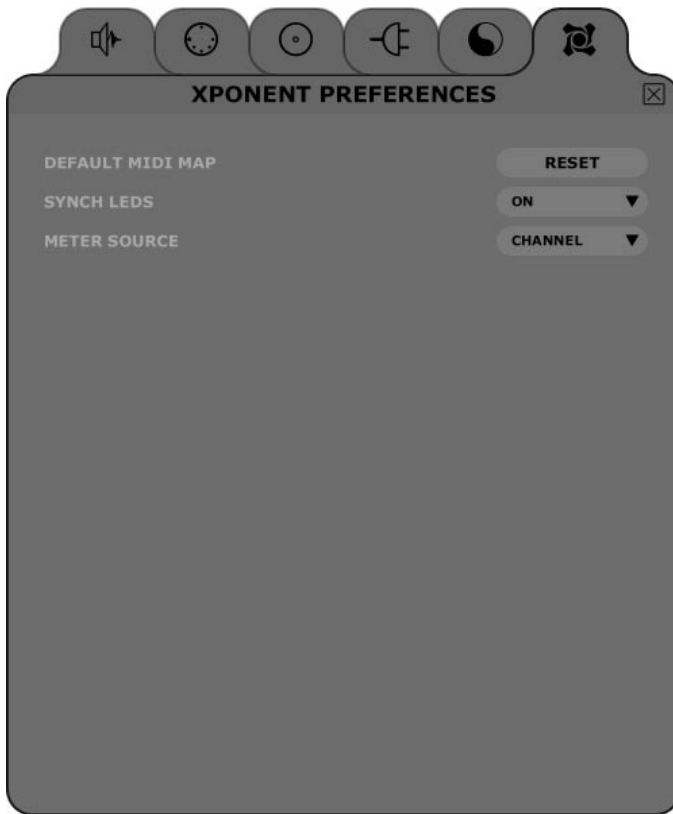 XPONENT PREFERENCES
DEFAULT MIDI MAP RESET
SYNCH LEDS ON
METER SOURCE CHANNEL